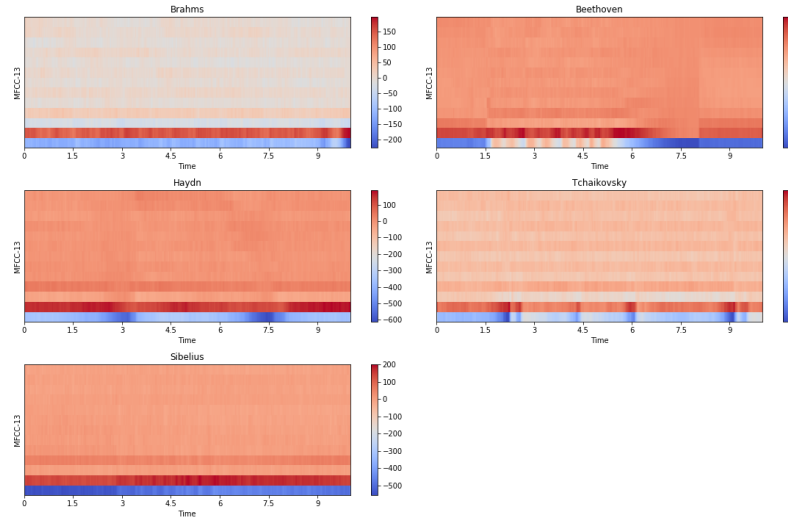 Brahms
MFCC-13
0 1.5 3 4.5 6 7.5 9
Time
150
100
50
0
−50
−100
−150
−200
Beethoven
MFCC-13
0 1.5 3 4.5 6 7.5 9
Time
Haydn
MFCC-13
0 1.5 3 4.5 6 7.5 9
Time
100
0
−100
−200
−300
−400
−500
−600
Tchaikovsky
MFCC-13
0 1.5 3 4.5 6 7.5 9
Time
Sibelius
MFCC-13
0 1.5 3 4.5 6 7.5 9
Time
200
100
0
−100
−200
−300
−400
−500